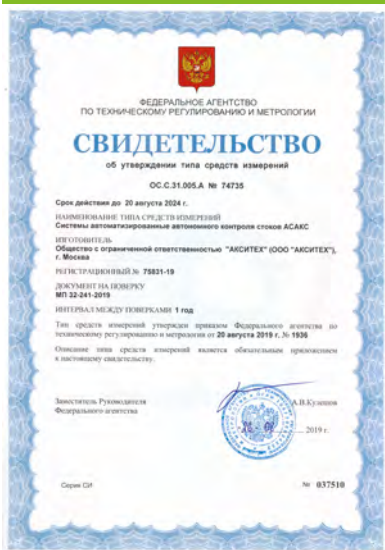 ФЕДЕРАЛЬНОЕ АГЕНТСТВО
ПО ТЕХНИЧЕСКОМУ РЕГУЛИРОВАНИЮ И МЕТРОЛОГИИ
СВИДЕТЕЛЬСТВО
об утверждении типа средств измерений
OC.C.31.005.A № 74735
Срок действия до 20 августа 2024 г.
НАИМЕНОВАНИЕ ТИПА СРЕДСТВ ИЗМЕРЕНИЙ
Системы автоматизированные автономного контроля стоков АСАКС
ИЗГОТОВИТЕЛЬ
Общество с ограниченной ответственностью "АКСИТЕХ" (ООО "АКСИТЕХ"),
г. Москва
РЕГИСТРАЦИОННЫЙ № 75831-19
ДОКУМЕНТ НА ПОВЕРКУ
МП 32-241-2019
ИНТЕРВАЛ МЕЖДУ ПОВЕРКАМИ 1 год
Тип средств измерений утвержден приказом Федерального агентства по
техническому регулированию и метрологии от 20 августа 2019 г. № 1936
Описание типа средств измерений является обязательным приложением
к настоящему свидетельству.
Заместитель Руководителя
А.В.Кулешов
Федерального агентства
2019 г.
Серия СИ
№ 037510